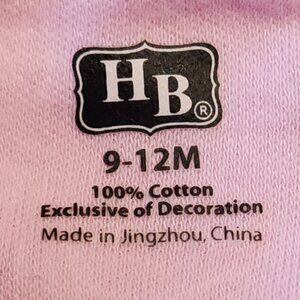 HB®
9-12M
100% Cotton
Exclusive of Decoration
Made in Jingzhou, China